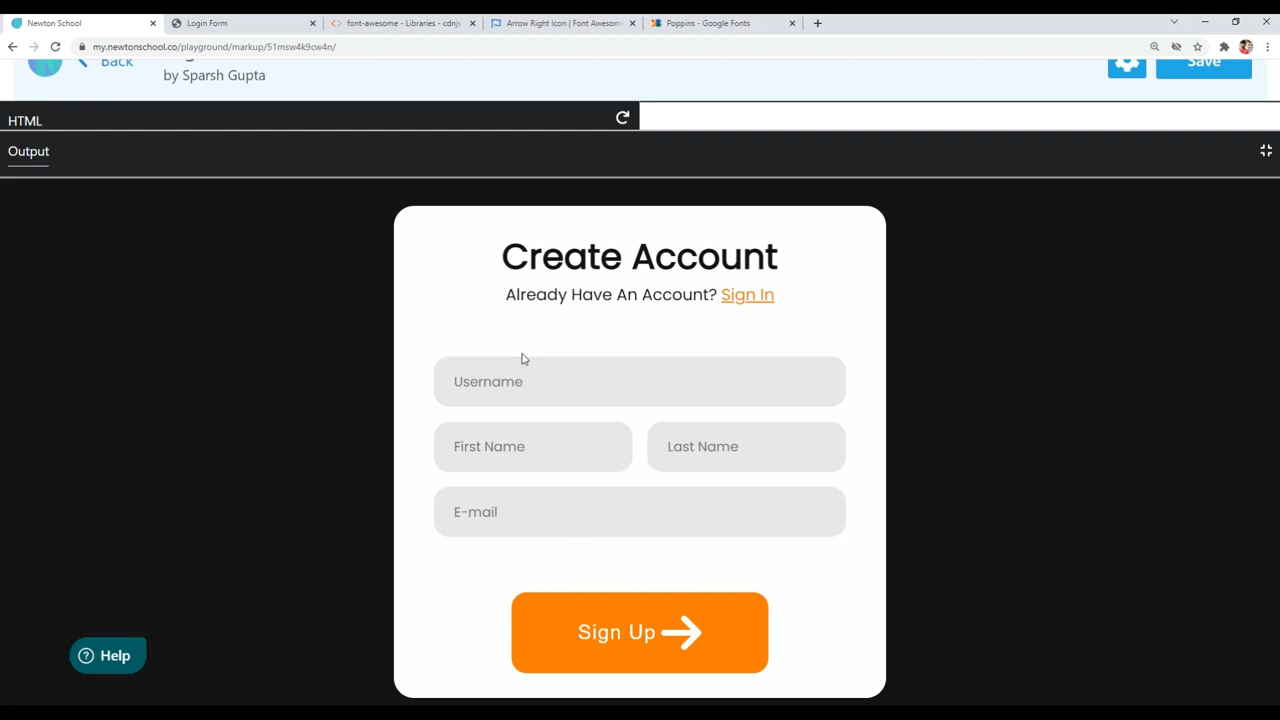 Newton School
Login Form
font-awesome - Libraries - cdnjs
Arrow Right Icon | Font Awesome
Poppins - Google Fonts
my.newtonschool.co/playground/markup/51msw4k9cw4n/
Back
by Sparsh Gupta
Save
HTML
Output
Create Account
Already Have An Account? Sign In
Username
First Name
Last Name
E-mail
Sign Up
Help